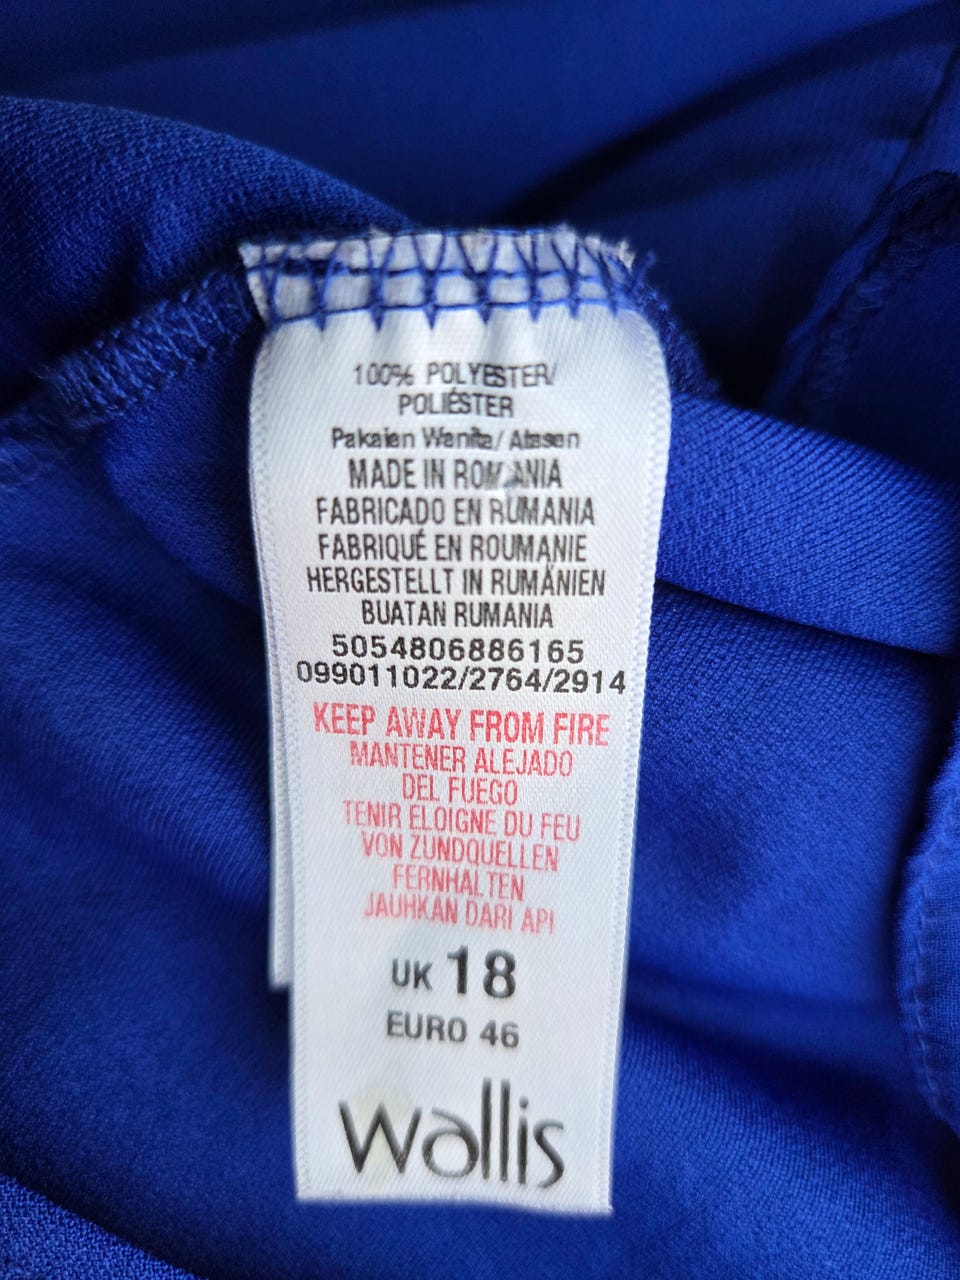 100% POLYESTER/
POLIÉSTER
Pakaian Wanita/ Atasan
MADE IN ROMANIA
FABRICADO EN RUMANIA
FABRIQUÉ EN ROUMANIE
HERGESTELLT IN RUMÄNIEN
BUATAN RUMANIA
5054806886165
099011022/2764/2914
KEEP AWAY FROM FIRE
MANTENER ALEJADO
DEL FUEGO
TENIR ELOIGNE DU FEU
VON ZUNDQUELLEN
FERNHALTEN
JAUHKAN DARI API
UK 18
EURO 46
wallis